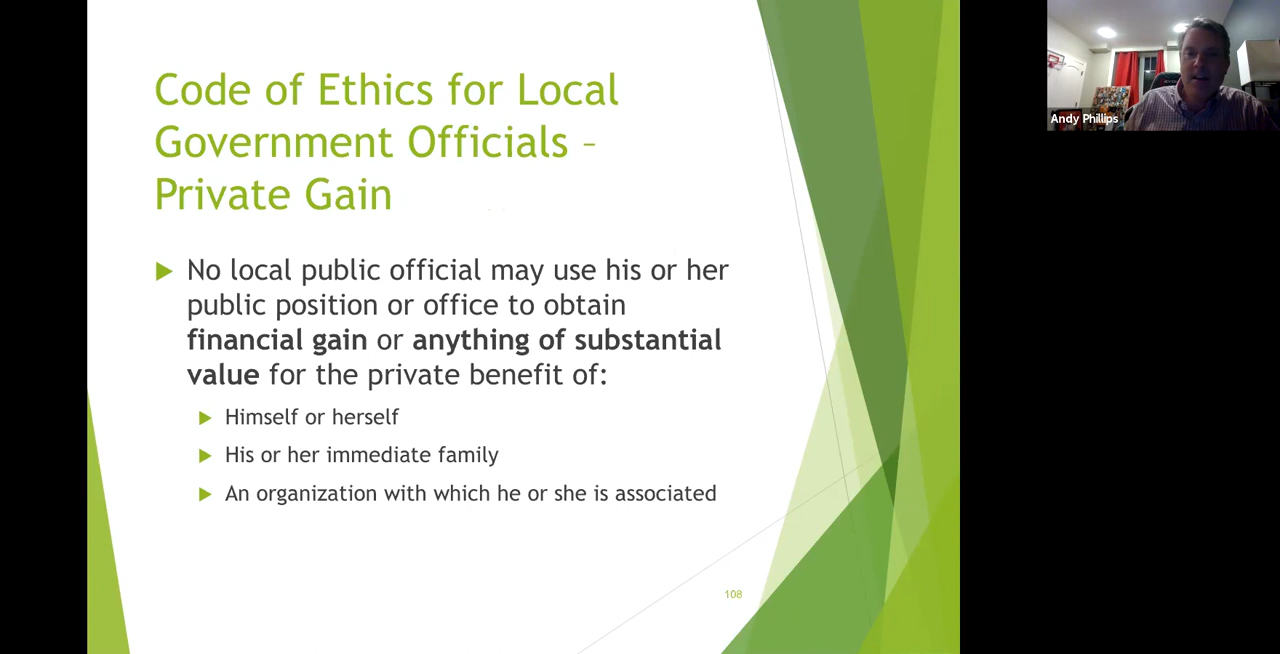 Code of Ethics for Local
Government Officials –
Private Gain
No local public official may use his or her
public position or office to obtain
financial gain or anything of substantial
value for the private benefit of:
Himself or herself
His or her immediate family
An organization with which he or she is associated
108
Andy Phillips